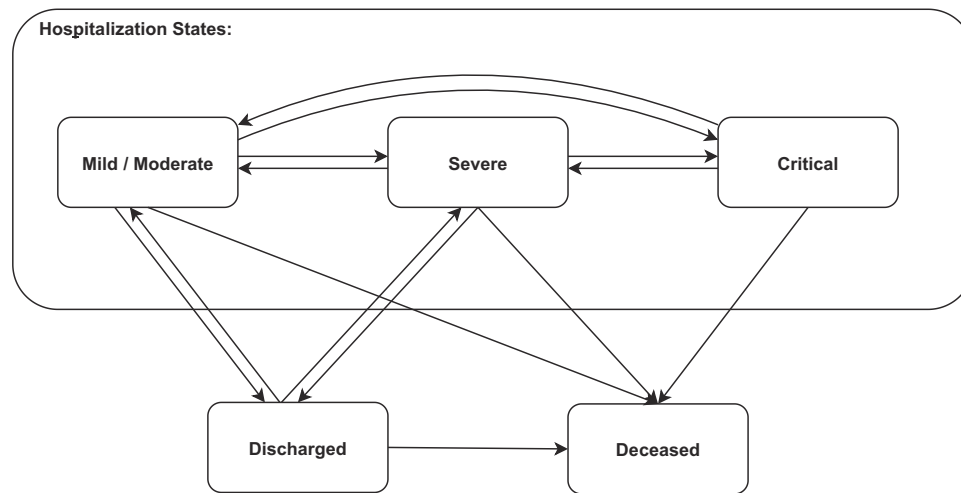 Hospitalization States:
Mild / Moderate
Severe
Critical
Discharged
Deceased